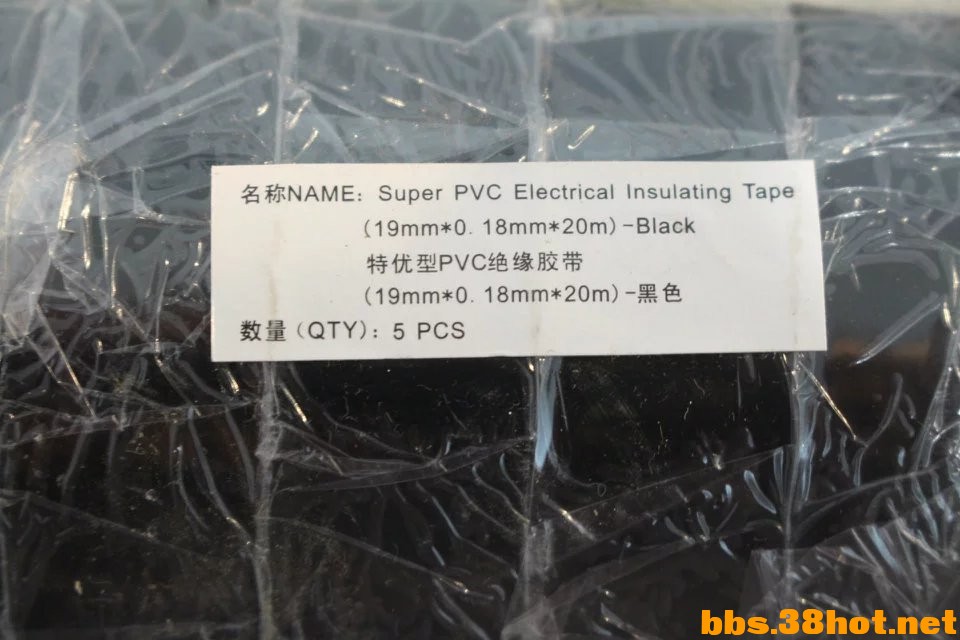 名称NAME: Super PVC Electrical Insulating Tape
(19mm*0.18mm*20m)-Black
特优型PVC绝缘胶带
(19mm*0.18mm*20m)-黑色
数量(QTY): 5 PCS
bbs.38hot.net